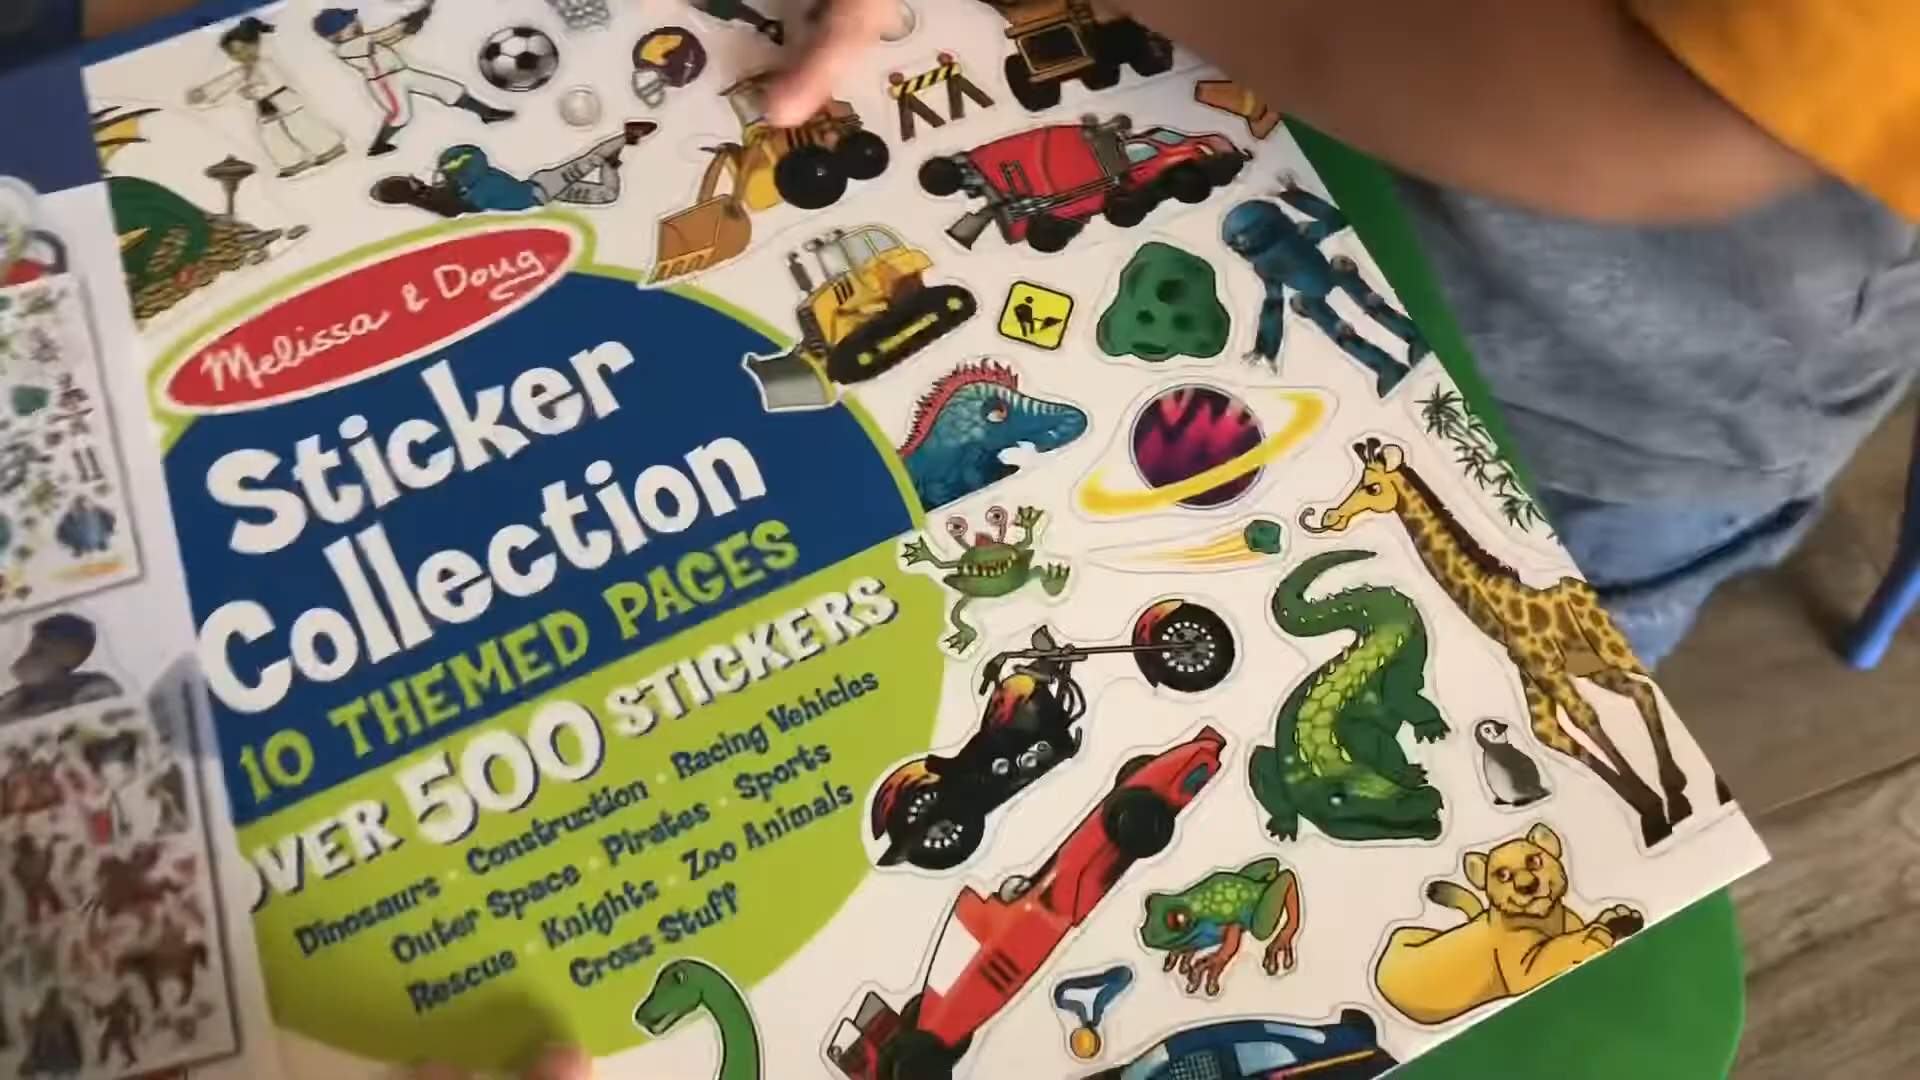 Melissa & Doug
Sticker
Collection
10 THEMED PAGES
OVER 500 STICKERS
Dinosaurs · Construction · Racing Vehicles
Outer Space · Pirates · Sports
Rescue · Knights · Zoo Animals
Gross Stuff